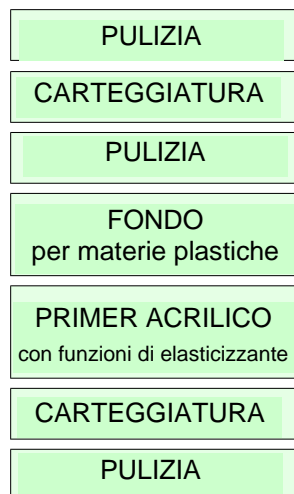 PULIZIA
CARTEGGIATURA
PULIZIA
FONDO
per materie plastiche
PRIMER ACRILICO
con funzioni di elasticizzante
CARTEGGIATURA
PULIZIA